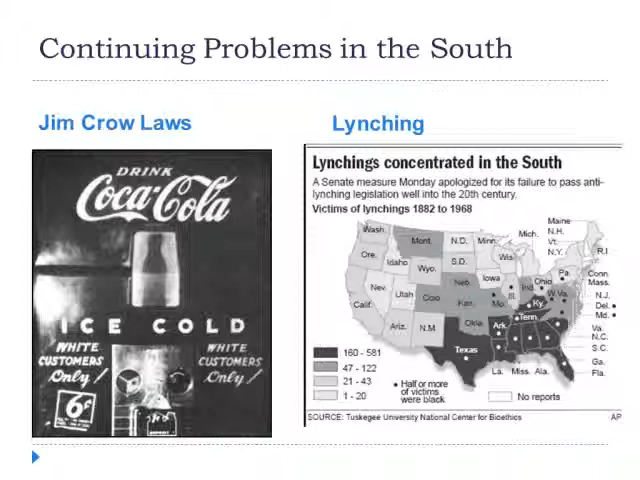 Continuing Problems in the South
Jim Crow Laws
Lynching
DRINK
Coca-Cola
ICE COLD
WHITE
CUSTOMERS
Only!
WHITE
CUSTOMERS
Only!
6¢
Lynchings concentrated in the South
A Senate measure Monday apologized for its failure to pass anti-
lynching legislation well into the 20th century.
Victims of lynchings 1882 to 1968
Wash.
Mont.
N.D.
Minn.
Mich.
Maine
N.H.
Vt.
N.Y.
R.I.
Ore.
Idaho
Wyo.
S.D.
Wis.
Conn.
Mass.
Nev.
Utah
Colo.
Neb.
Iowa
Ill.
Ind.
Ohio
Pa.
N.J.
Del.
Md.
Calif.
Kan.
Mo.
Ky.
W.Va.
Va.
Ariz.
N.M.
Okla.
Ark.
Tenn.
N.C.
S.C.
Texas
La.
Miss.
Ala.
Ga.
Fla.
160 - 581
47 - 122
21 - 43
1 - 20
• Half or more
of victims
were black
No reports
SOURCE: Tuskegee University National Center for Bioethics
AP